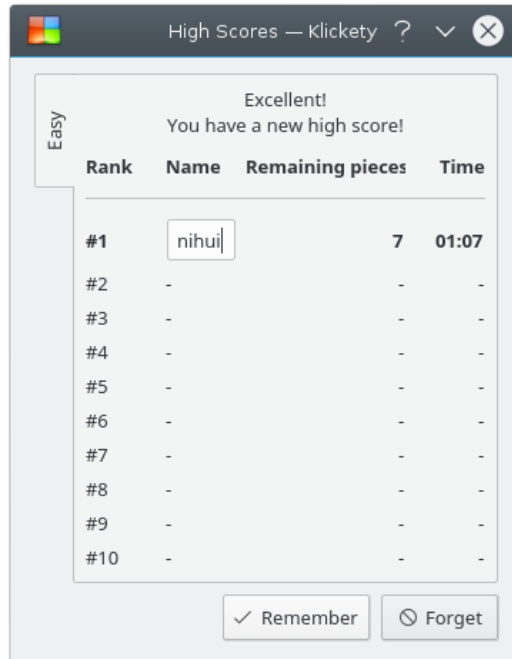 High Scores — Klickety ?
Easy
Excellent!
You have a new high score!
Rank Name Remaining pieces Time
#1 nihui 7 01:07
#2 - - -
#3 - - -
#4 - - -
#5 - - -
#6 - - -
#7 - - -
#8 - - -
#9 - - -
#10 - - -
Remember Forget